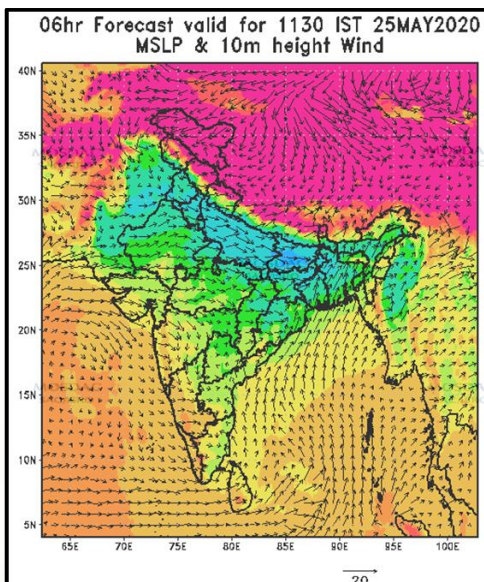 06hr Forecast valid for 1130 IST 25MAY2020
MSLP & 10m height Wind
40N
35N
30N
25N
20N
15N
10N
5N
65E 70E 75E 80E 85E 90E 95E 100E
20